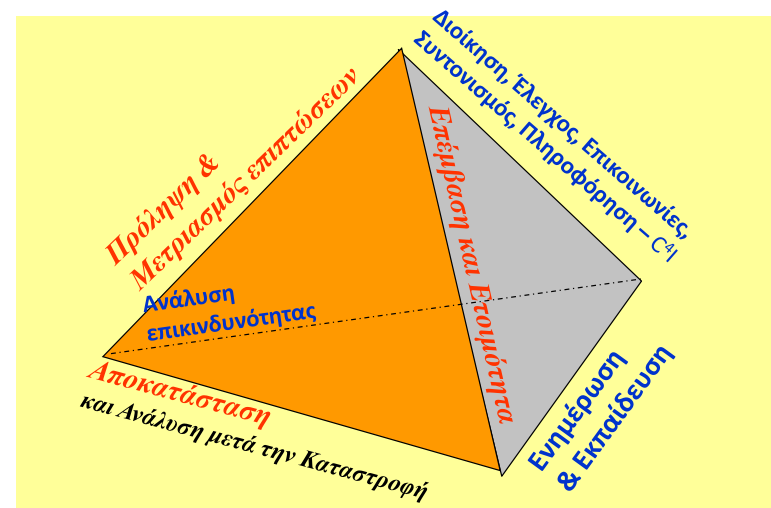 Διοίκηση, Έλεγχος, Επικοινωνίες,
Συντονισμός, Πληροφόρηση – C⁴I
Πρόληψη &
Μετριασμός επιπτώσεων
Επέμβαση και Ετοιμότητα
Ανάλυση
επικινδυνότητας
Αποκατάσταση
και Ανάλυση μετά την Καταστροφή
Ενημέρωση
& Εκπαίδευση